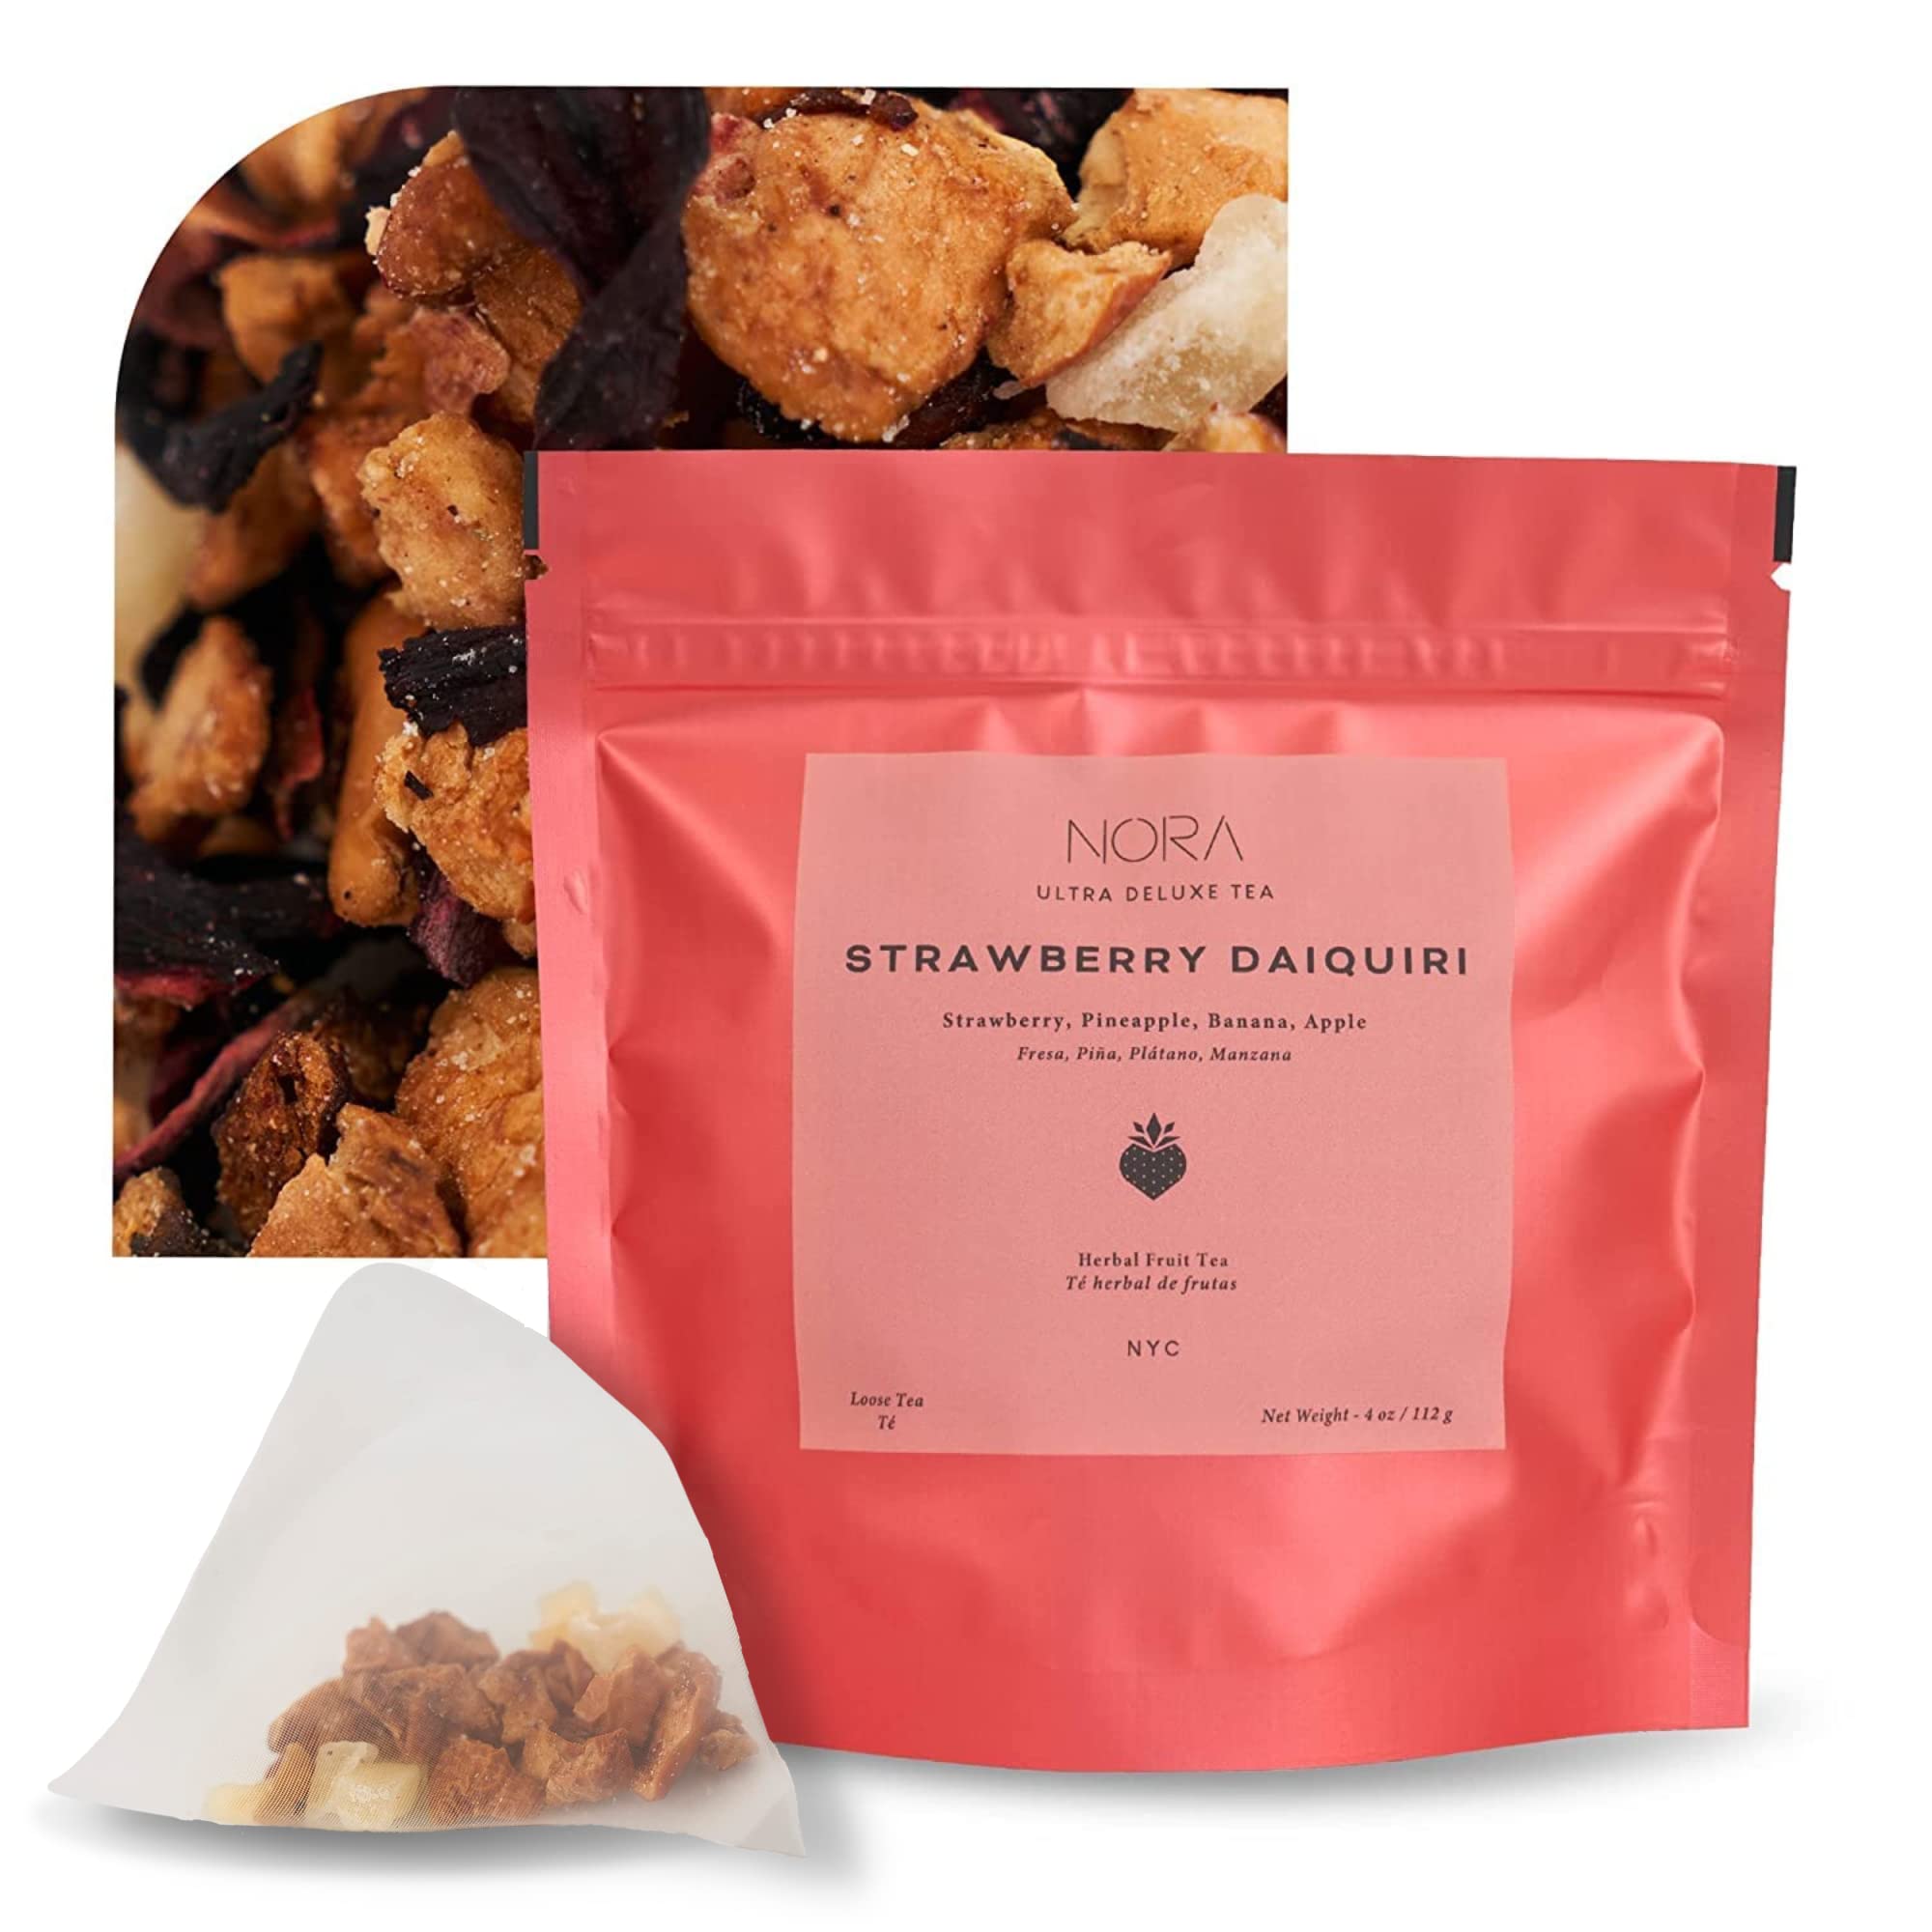 NORA
ULTRA DELUXE TEA
STRAWBERRY DAIQUIRI
Strawberry, Pineapple, Banana, Apple
Fresa, Piña, Plátano, Manzana
Herbal Fruit Tea
Té herbal de frutas
NYC
Loose Tea
Té
Net Weight - 4 oz / 112 g